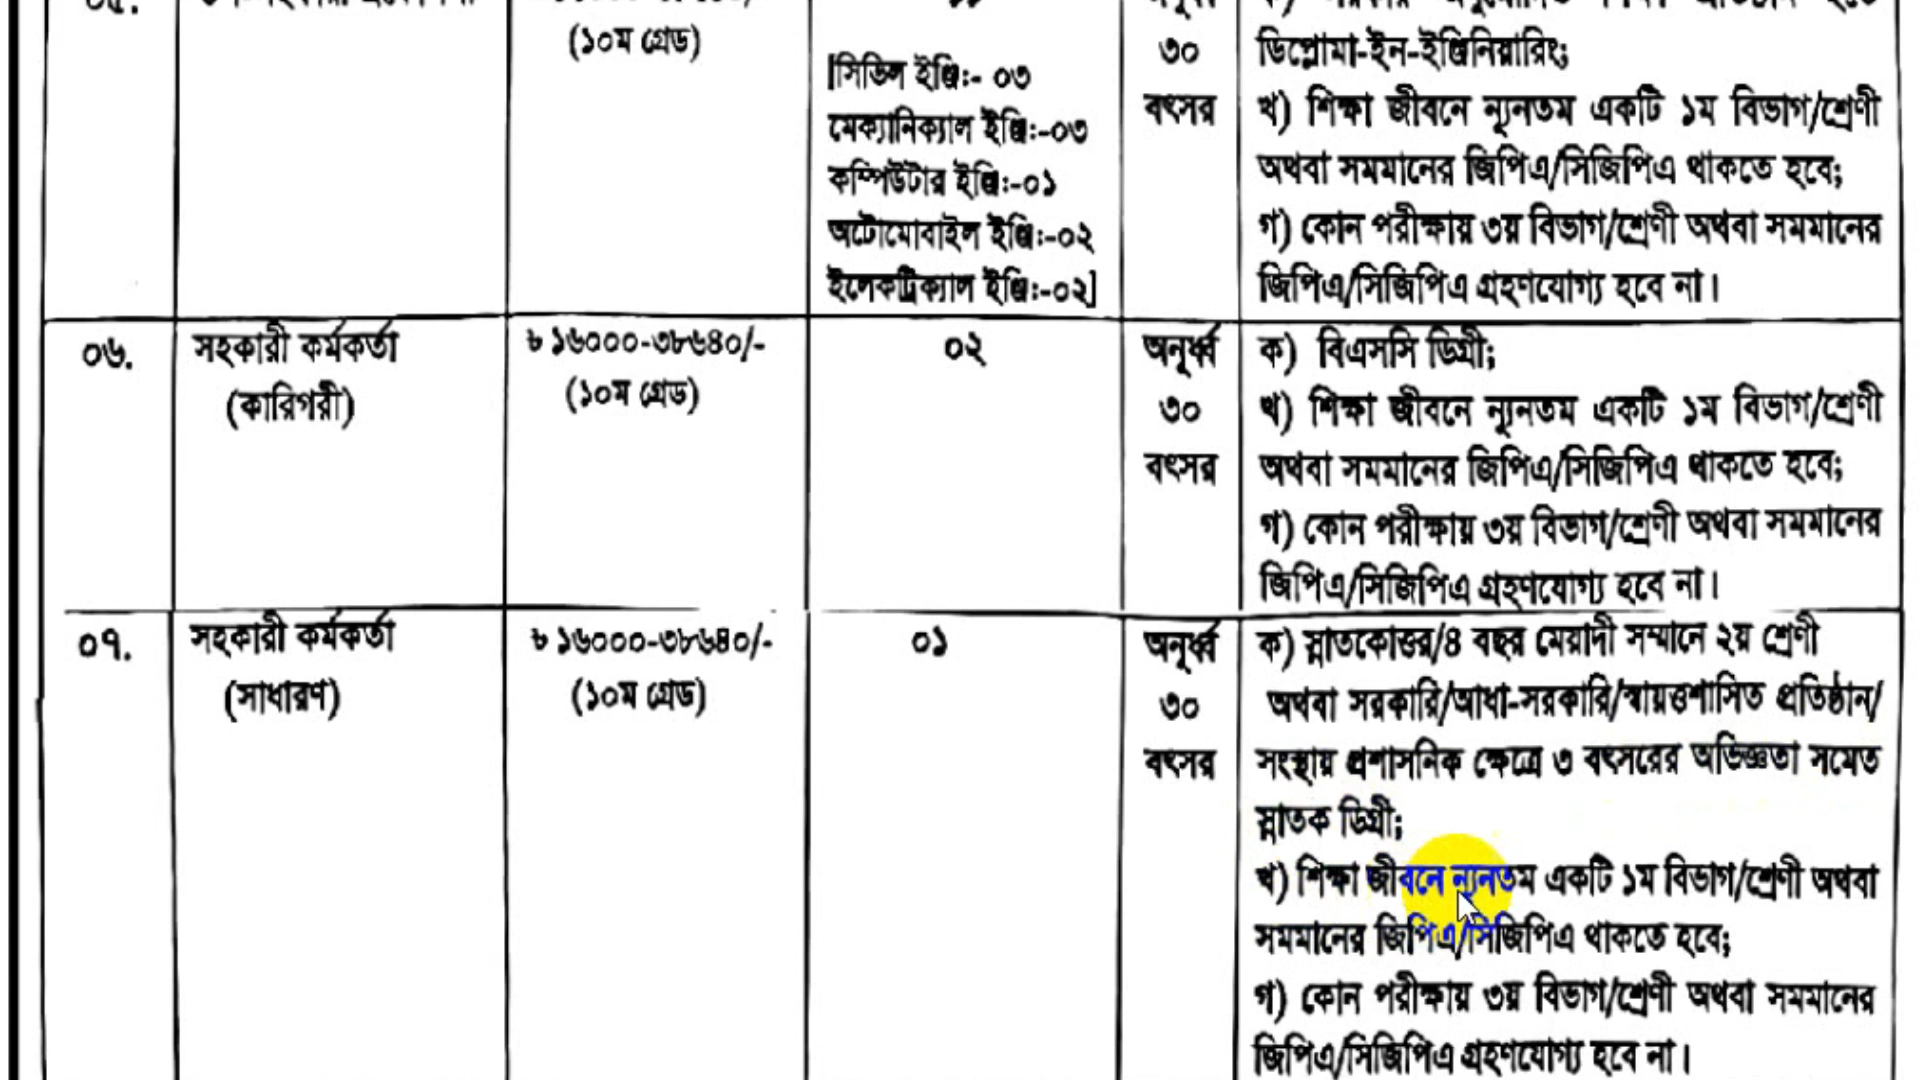 ০৫.
(১০ম গ্রেড)
১১
[সিভিল ইঞ্জিঃ- ০৩
মেক্যানিক্যাল ইঞ্জিঃ-০৩
কম্পিউটার ইঞ্জিঃ-০১
অটোমোবাইল ইঞ্জিঃ-০২
ইলেকট্রিক্যাল ইঞ্জিঃ-০২]
অনূর্ধ্ব
৩০
বৎসর
ডিপ্লোমা-ইন-ইঞ্জিনিয়ারিং;
খ) শিক্ষা জীবনে ন্যূনতম একটি ১ম বিভাগ/শ্রেণী
অথবা সমমানের জিপিএ/সিজিপিএ থাকতে হবে;
গ) কোন পরীক্ষায় ৩য় বিভাগ/শ্রেণী অথবা সমমানের
জিপিএ/সিজিপিএ গ্রহণযোগ্য হবে না।
০৬.
সহকারী কর্মকর্তা
(কারিগরী)
৳ ১৬০০০-৩৮৬৪০/-
(১০ম গ্রেড)
০২
অনূর্ধ্ব
৩০
বৎসর
ক) বিএসসি ডিগ্রী;
খ) শিক্ষা জীবনে ন্যূনতম একটি ১ম বিভাগ/শ্রেণী
অথবা সমমানের জিপিএ/সিজিপিএ থাকতে হবে;
গ) কোন পরীক্ষায় ৩য় বিভাগ/শ্রেণী অথবা সমমানের
জিপিএ/সিজিপিএ গ্রহণযোগ্য হবে না।
০৭.
সহকারী কর্মকর্তা
(সাধারণ)
৳ ১৬০০০-৩৮৬৪০/-
(১০ম গ্রেড)
০১
অনূর্ধ্ব
৩০
বৎসর
ক) স্নাতকোত্তর/৪ বছর মেয়াদী সম্মানে ২য় শ্রেণী
অথবা সরকারি/আধা-সরকারি/স্বায়ত্তশাসিত প্রতিষ্ঠান/
সংস্থায় প্রশাসনিক ক্ষেত্রে ৩ বৎসরের অভিজ্ঞতা সমেত
স্নাতক ডিগ্রী;
খ) শিক্ষা জীবনে ন্যূনতম একটি ১ম বিভাগ/শ্রেণী অথবা
সমমানের জিপিএ/সিজিপিএ থাকতে হবে;
গ) কোন পরীক্ষায় ৩য় বিভাগ/শ্রেণী অথবা সমমানের
জিপিএ/সিজিপিএ গ্রহণযোগ্য হবে না।